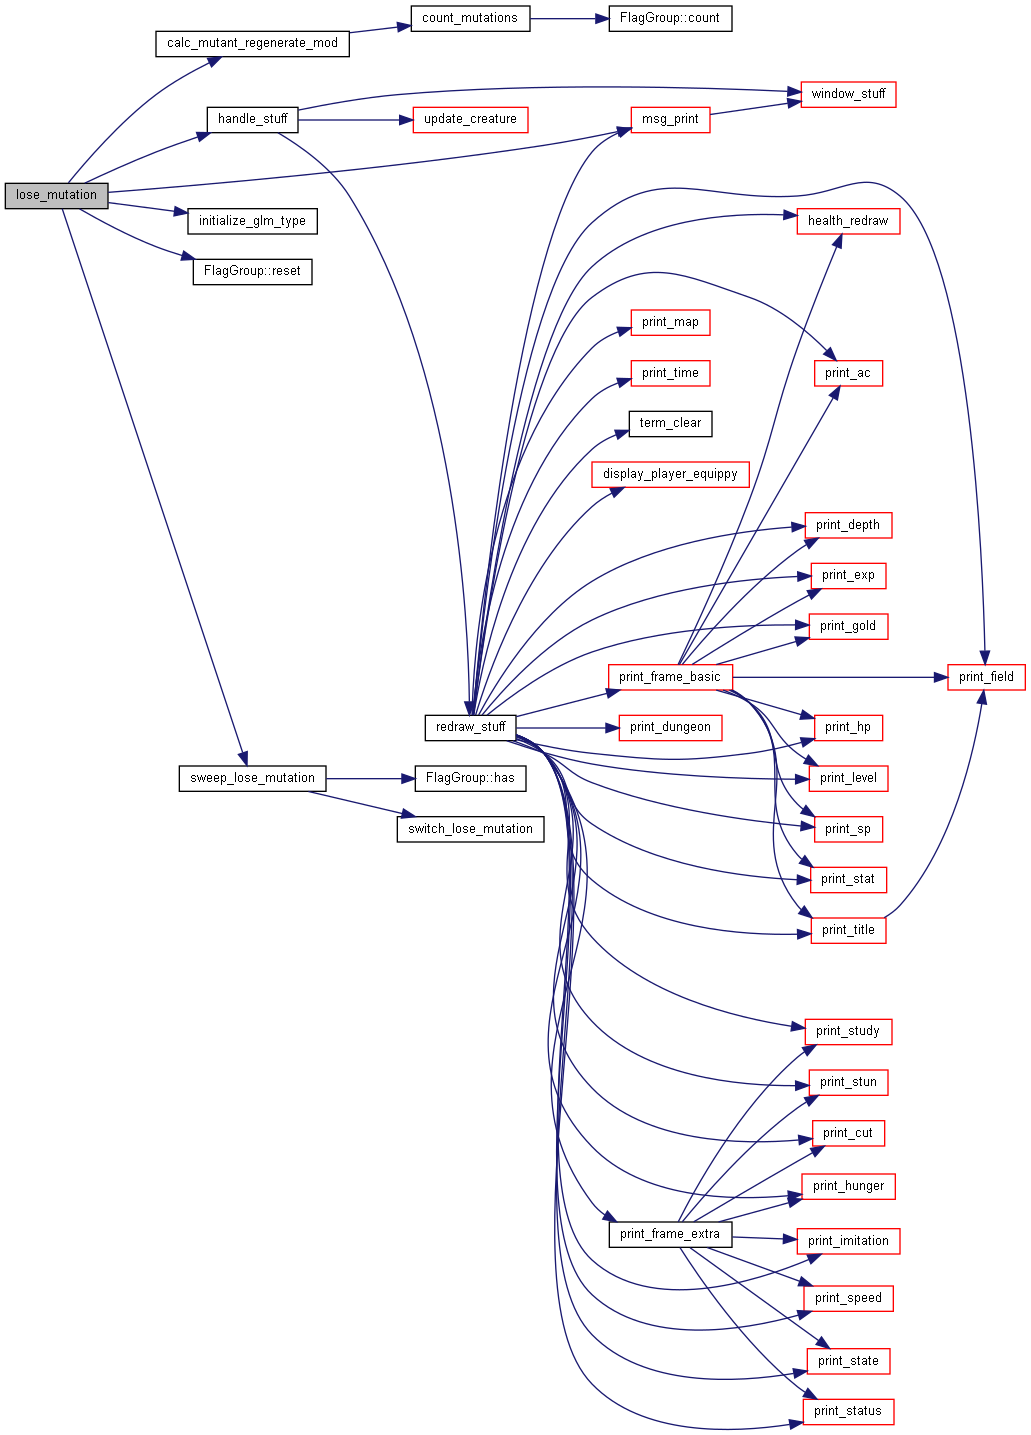 count_mutations
FlagGroup::count
calc_mutant_regenerate_mod
window_stuff
handle_stuff
update_creature
msg_print
lose_mutation
initialize_glm_type
health_redraw
FlagGroup::reset
print_map
print_time
print_ac
term_clear
display_player_equippy
print_depth
print_exp
print_gold
print_frame_basic
print_field
redraw_stuff
print_dungeon
print_hp
sweep_lose_mutation
FlagGroup::has
print_level
switch_lose_mutation
print_sp
print_stat
print_title
print_study
print_stun
print_cut
print_hunger
print_frame_extra
print_imitation
print_speed
print_state
print_status